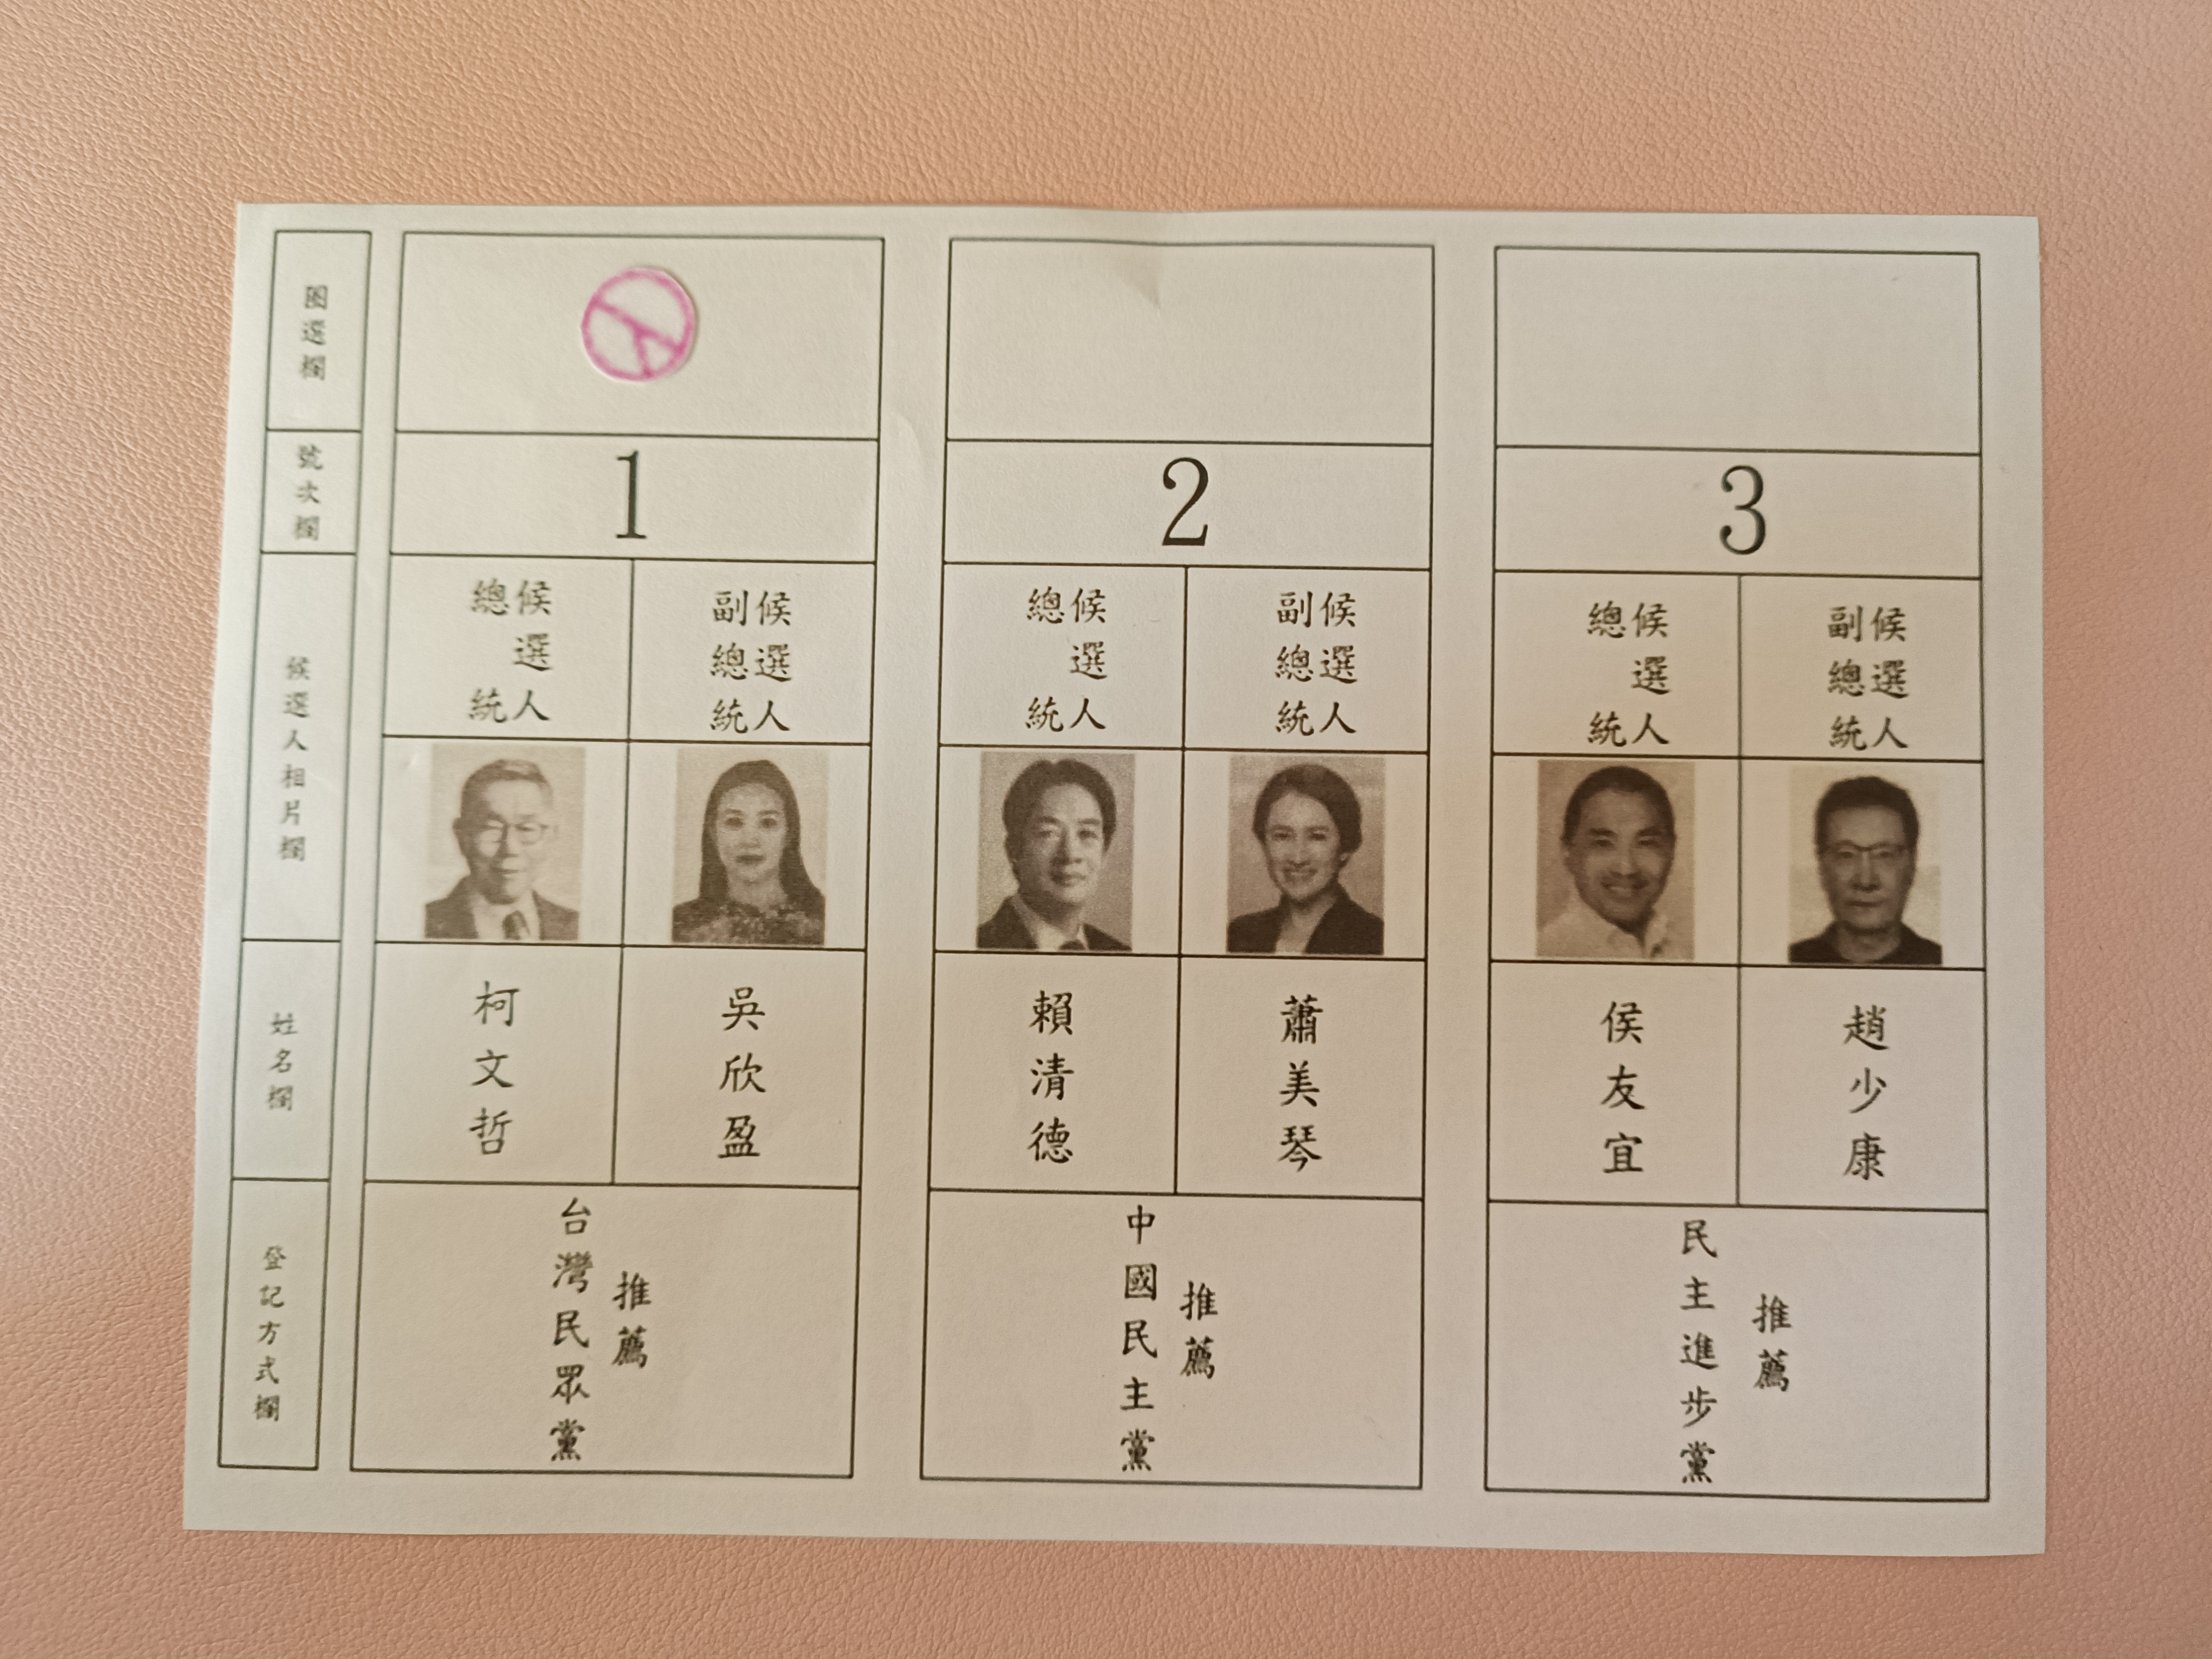 圈選欄
號次欄
候選人相片欄
姓名欄
登記方式欄
1
總統候選人
副總統候選人
柯文哲
吳欣盈
台灣民眾黨
推薦
2
總統候選人
副總統候選人
賴清德
蕭美琴
中國民主黨
推薦
3
總統候選人
副總統候選人
侯友宜
趙少康
民主進步黨
推薦